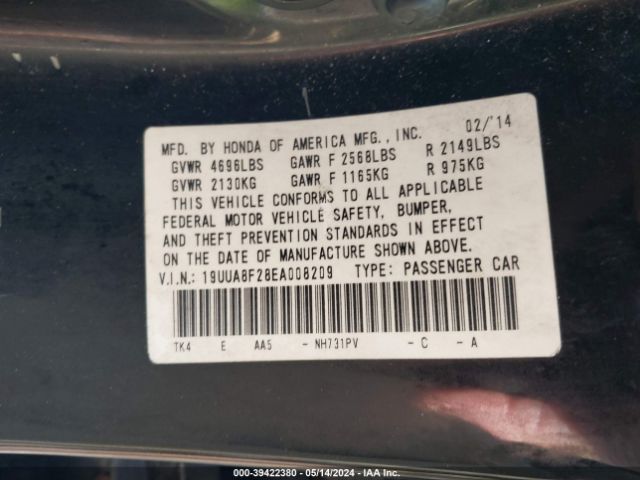 MFD. BY HONDA OF AMERICA MFG., INC. 02/'14
GVWR 4696LBS GAWR F 2568LBS R 2149LBS
GVWR 2130KG GAWR F 1165KG R 975KG
THIS VEHICLE CONFORMS TO ALL APPLICABLE
FEDERAL MOTOR VEHICLE SAFETY, BUMPER,
AND THEFT PREVENTION STANDARDS IN EFFECT
ON THE DATE OF MANUFACTURE SHOWN ABOVE.
V.I.N.: 19UUA8F28EA008209 TYPE: PASSENGER CAR
TK4 E AA5 - NH731PV - C - A
000-39422380 - 05/14/2024 - IAA Inc.